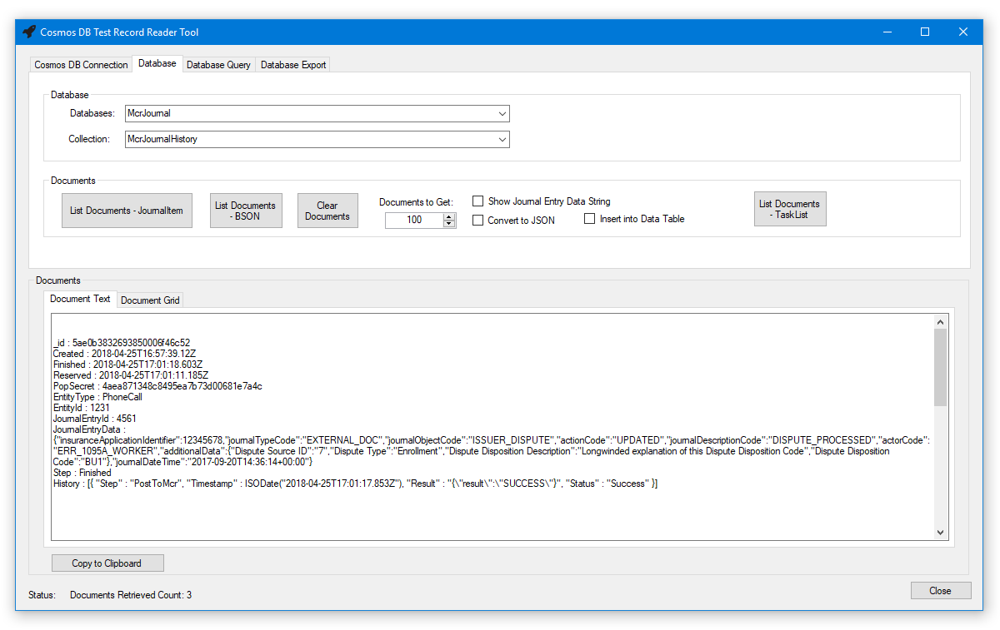 Cosmos DB Test Record Reader Tool
Cosmos DB Connection Database Database Query Database Export
Database
Databases: McrJournal
Collection: McrJournalHistory
Documents
List Documents - JournalItem
List Documents
- BSON
Clear
Documents
Documents to Get:
100
Show Journal Entry Data String
Convert to JSON
Insert into Data Table
List Documents
- TaskList
Documents
Document Text Document Grid
_id : 5ae0b3832693850006f46c52
Created : 2018-04-25T16:57:39.12Z
Finished : 2018-04-25T17:01:18.603Z
Reserved : 2018-04-25T17:01:11.185Z
PopSecret : 4aea871348c8495ea7b73d00681e7a4c
EntityType : PhoneCall
EntityId : 1231
JournalEntryId : 4561
JournalEntryData :
{"insuranceApplicationIdentifier":12345678,"journalTypeCode":"EXTERNAL_DOC","journalObjectCode":"ISSUER_DISPUTE","actionCode":"UPDATED","journalDescriptionCode":"DISPUTE_PROCESSED","actorCode":
"ERR_1095A_WORKER","additionalData":{"Dispute Source ID":"7","Dispute Type":"Enrollment","Dispute Disposition Description":"Longwinded explanation of this Dispute Disposition Code","Dispute Disposition
Code":"BU1"},"journalDateTime":"2017-09-20T14:36:14+00:00"}
Step : Finished
History : [{ "Step" : "PostToMcr", "Timestamp" : ISODate("2018-04-25T17:01:17.853Z"), "Result" : "{\"result\":\"SUCCESS\"}", "Status" : "Success" }]
Copy to Clipboard
Status: Documents Retrieved Count: 3
Close